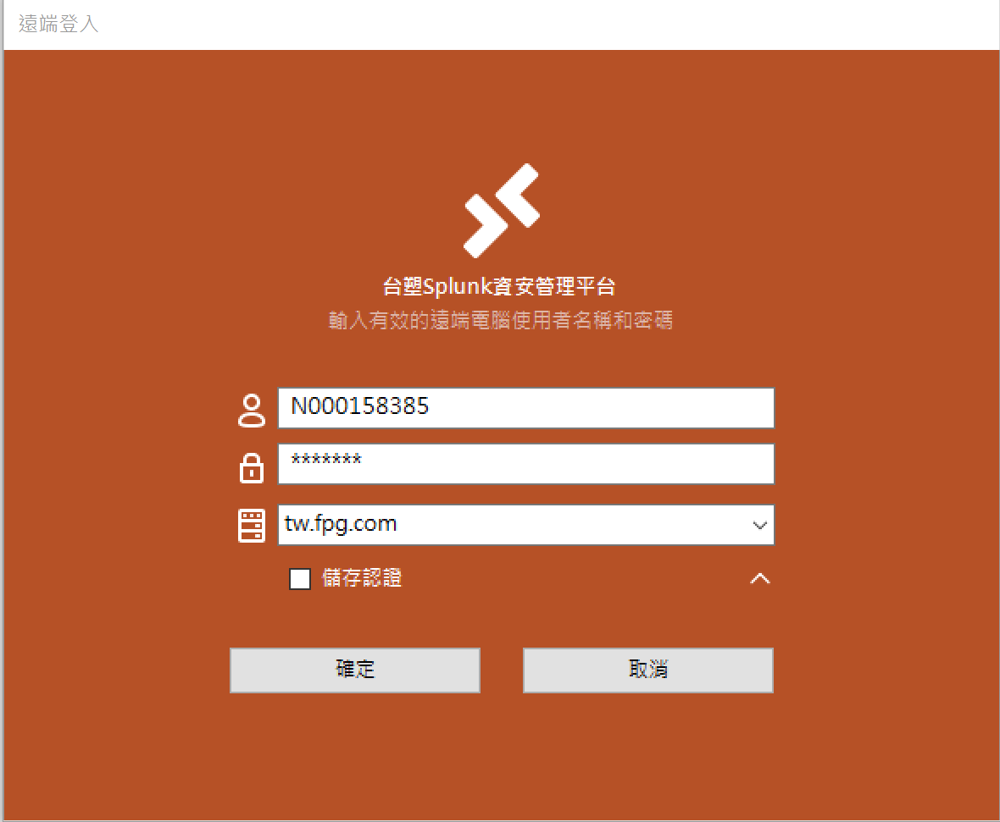 遠端登入
台塑Splunk資安管理平台
輸入有效的遠端電腦使用者名稱和密碼
N000158385
*******
tw.fpg.com
儲存認證
確定
取消